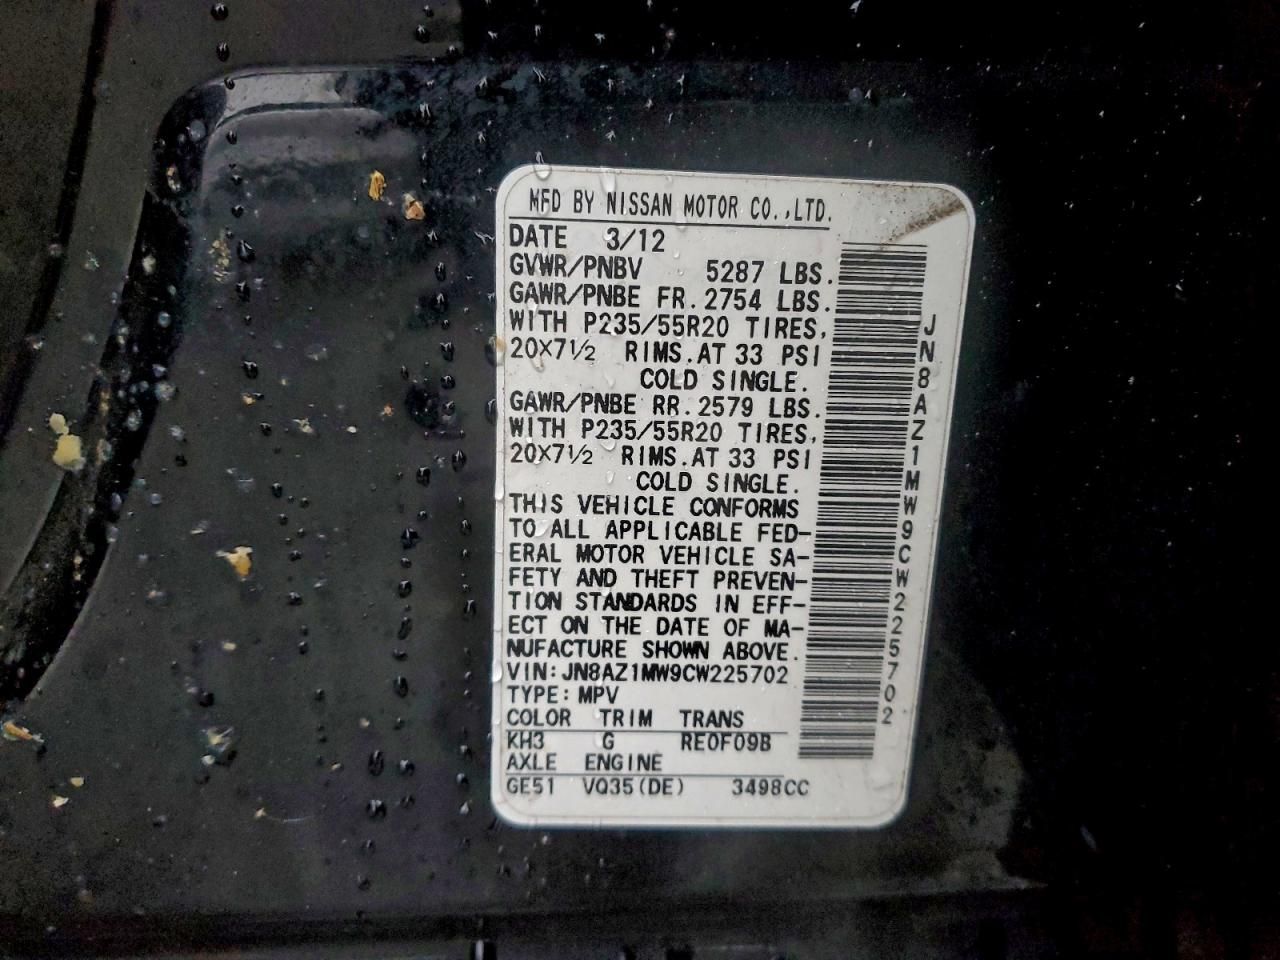 MFD BY NISSAN MOTOR CO.,LTD.
DATE 3/12
GVWR/PNBV 5287 LBS.
GAWR/PNBE FR. 2754 LBS.
WITH P235/55R20 TIRES,
20X7½ RIMS. AT 33 PSI
COLD SINGLE.
GAWR/PNBE RR. 2579 LBS.
WITH P235/55R20 TIRES,
20X7½ RIMS. AT 33 PSI
COLD SINGLE.
THIS VEHICLE CONFORMS
TO ALL APPLICABLE FED-
ERAL MOTOR VEHICLE SA-
FETY AND THEFT PREVEN-
TION STANDARDS IN EFF-
ECT ON THE DATE OF MA-
NUFACTURE SHOWN ABOVE.
VIN: JN8AZ1MW9CW225702
TYPE: MPV
COLOR TRIM TRANS
KH3 G RE0F09B
AXLE ENGINE
GE51 VQ35(DE) 3498CC
JN8AZ1MW9CW225702